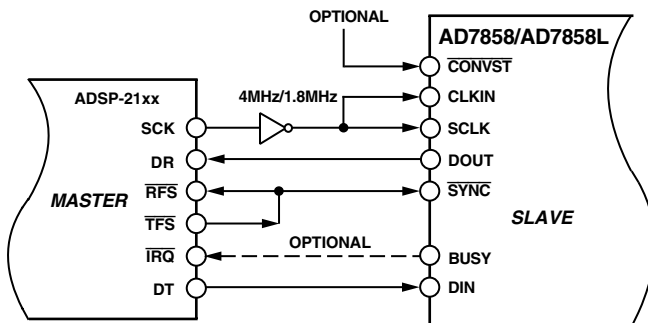 OPTIONAL
AD7858/AD7858L
CONVST
ADSP-21xx
4MHz/1.8MHz
CLKIN
SCK
SCLK
DR
DOUT
RFS
SYNC
MASTER
SLAVE
TFS
OPTIONAL
IRQ
BUSY
DT
DIN